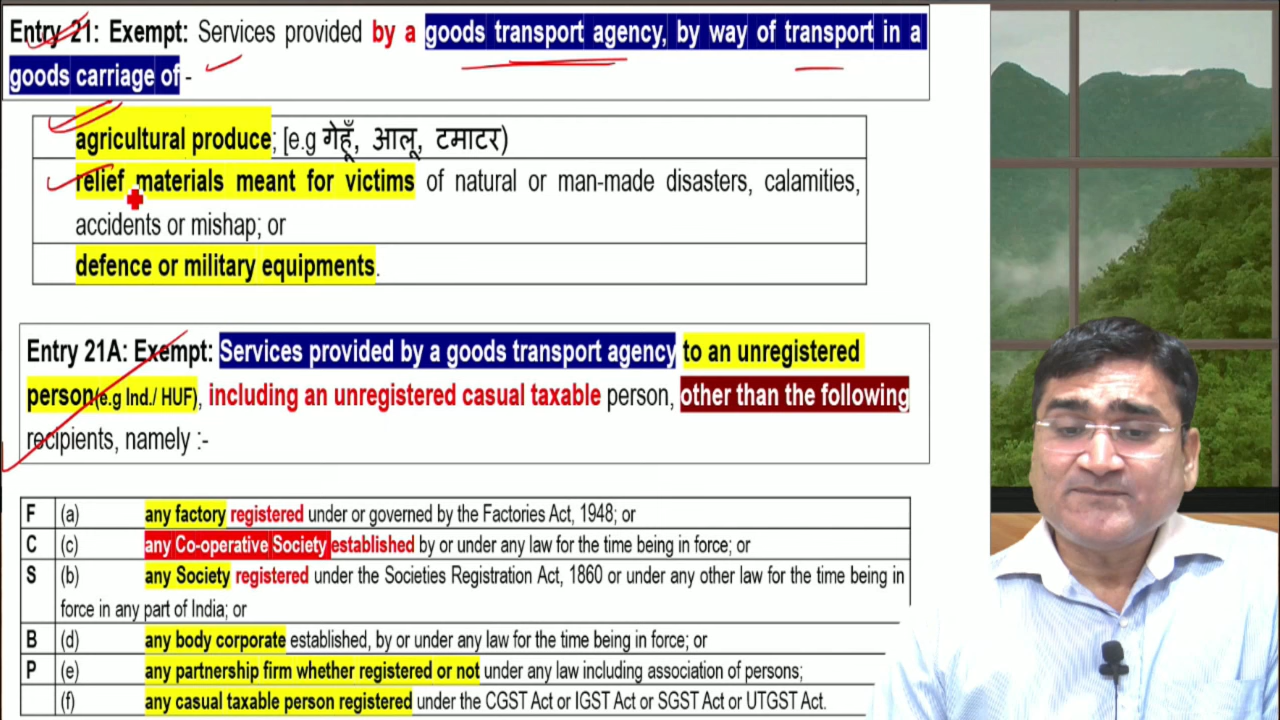 Entry 21: Exempt: Services provided by a goods transport agency, by way of transport in a
goods carriage of -
agricultural produce; [e.g गेहूँ, आलू, टमाटर)
relief materials meant for victims of natural or man-made disasters, calamities,
accidents or mishap; or
defence or military equipments.
Entry 21A: Exempt: Services provided by a goods transport agency to an unregistered
person(e.g Ind./ HUF), including an unregistered casual taxable person, other than the following
recipients, namely :-
F (a) any factory registered under or governed by the Factories Act, 1948; or
C (c) any Co-operative Society established by or under any law for the time being in force; or
S (b) any Society registered under the Societies Registration Act, 1860 or under any other law for the time being in
force in any part of India; or
B (d) any body corporate established, by or under any law for the time being in force; or
P (e) any partnership firm whether registered or not under any law including association of persons;
(f) any casual taxable person registered under the CGST Act or IGST Act or SGST Act or UTGST Act.